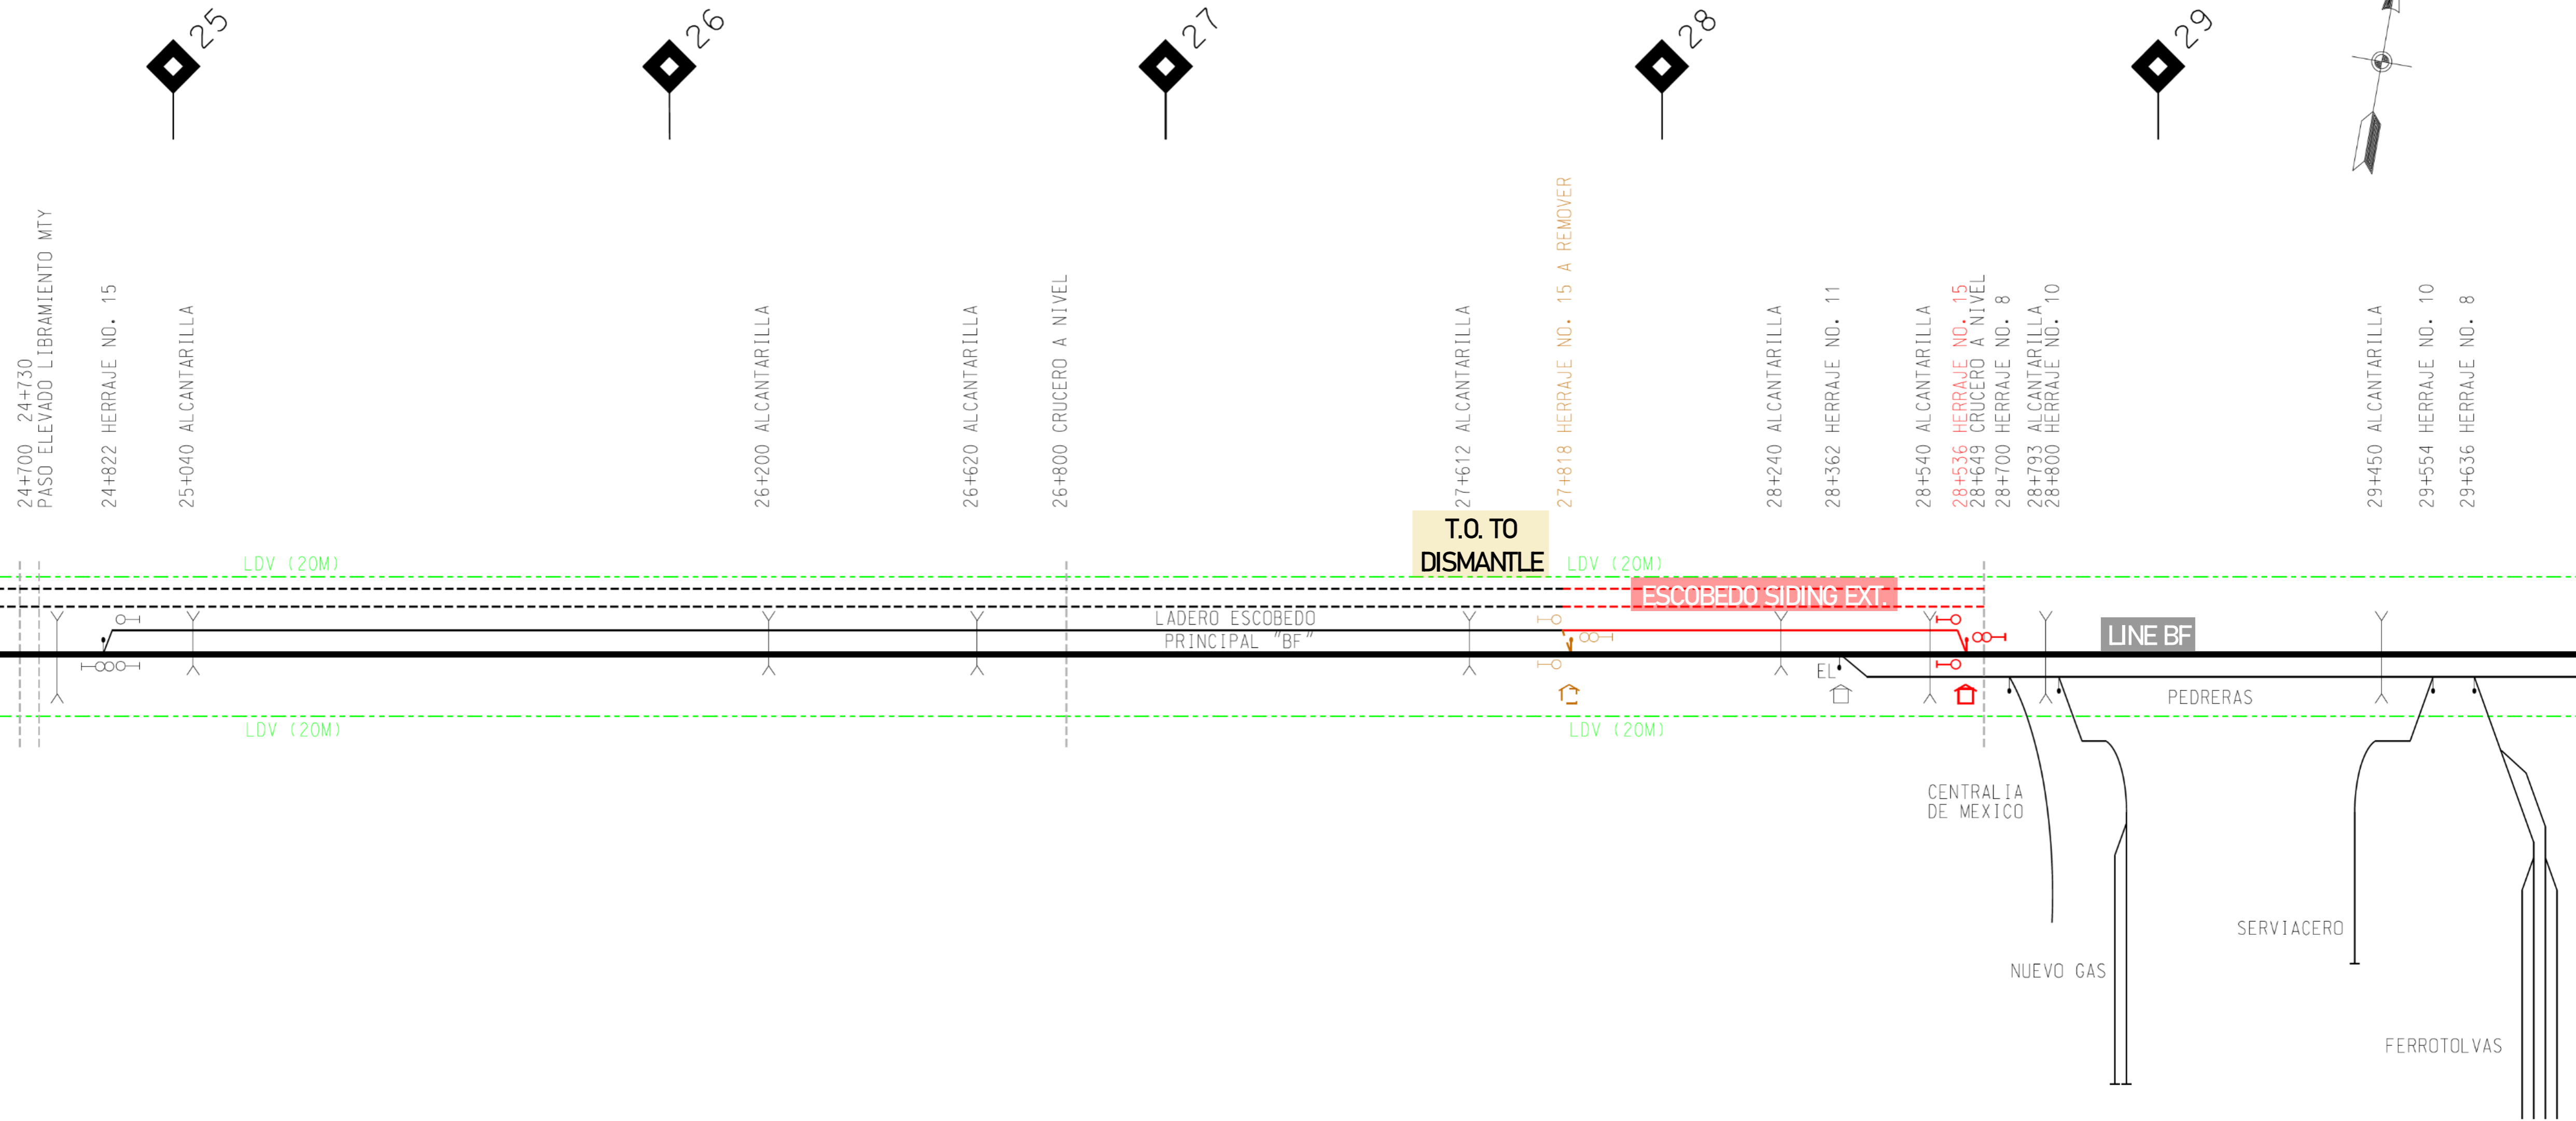 25
26
27
28
29
24+700 24+730
PASO ELEVADO LIBRAMIENTO MTY
24+822 HERRAJE NO. 15
25+040 ALCANTARILLA
26+200 ALCANTARILLA
26+620 ALCANTARILLA
26+800 CRUCERO A NIVEL
27+612 ALCANTARILLA
27+818 HERRAJE NO. 15 A REMOVER
28+240 ALCANTARILLA
28+362 HERRAJE NO. 11
28+540 ALCANTARILLA
28+536 HERRAJE NO. 15
28+649 CRUCERO A NIVEL
28+700 HERRAJE NO. 8
28+793 ALCANTARILLA
28+800 HERRAJE NO. 10
29+450 ALCANTARILLA
29+554 HERRAJE NO. 10
29+636 HERRAJE NO. 8
T.O. TO
DISMANTLE
LDV (20M)
LDV (20M)
ESCOBEDO SIDING EXT.
LADERO ESCOBEDO
PRINCIPAL "BF"
LINE BF
EL
PEDRERAS
LDV (20M)
LDV (20M)
CENTRALIA
DE MEXICO
SERVIACERO
NUEVO GAS
FERROTOLVAS